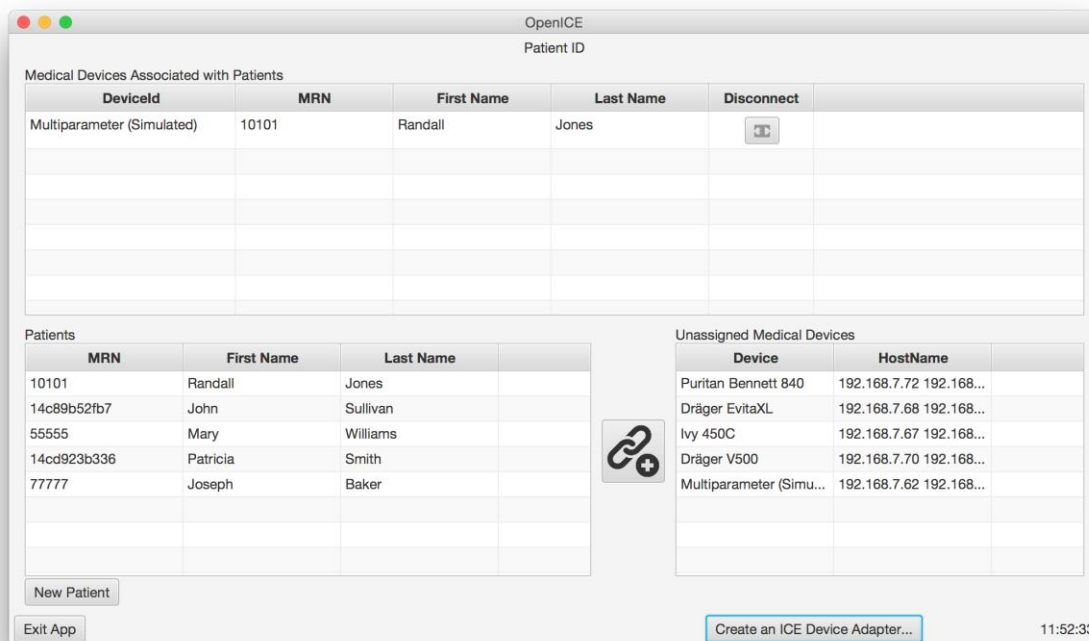 OpenICE
Patient ID
Medical Devices Associated with Patients
DeviceId MRN First Name Last Name Disconnect
Multiparameter (Simulated) 10101 Randall Jones
Patients
MRN First Name Last Name
10101 Randall Jones
14c89b52fb7 John Sullivan
55555 Mary Williams
14cd923b336 Patricia Smith
77777 Joseph Baker
Unassigned Medical Devices
Device HostName
Puritan Bennett 840 192.168.7.72 192.168...
Dräger EvitaXL 192.168.7.68 192.168...
Ivy 450C 192.168.7.67 192.168...
Dräger V500 192.168.7.70 192.168...
Multiparameter (Simu... 192.168.7.62 192.168...
New Patient
Exit App Create an ICE Device Adapter...